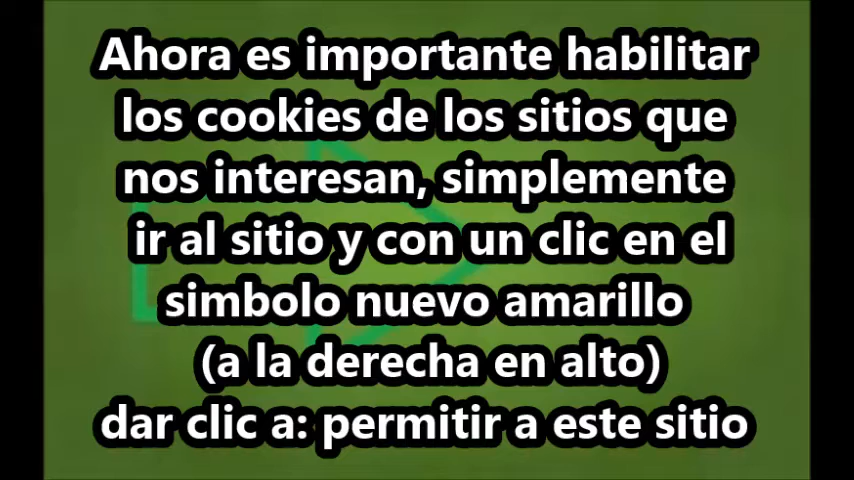 Ahora es importante habilitar
los cookies de los sitios que
nos interesan, simplemente
ir al sitio y con un clic en el
simbolo nuevo amarillo
(a la derecha en alto)
dar clic a: permitir a este sitio